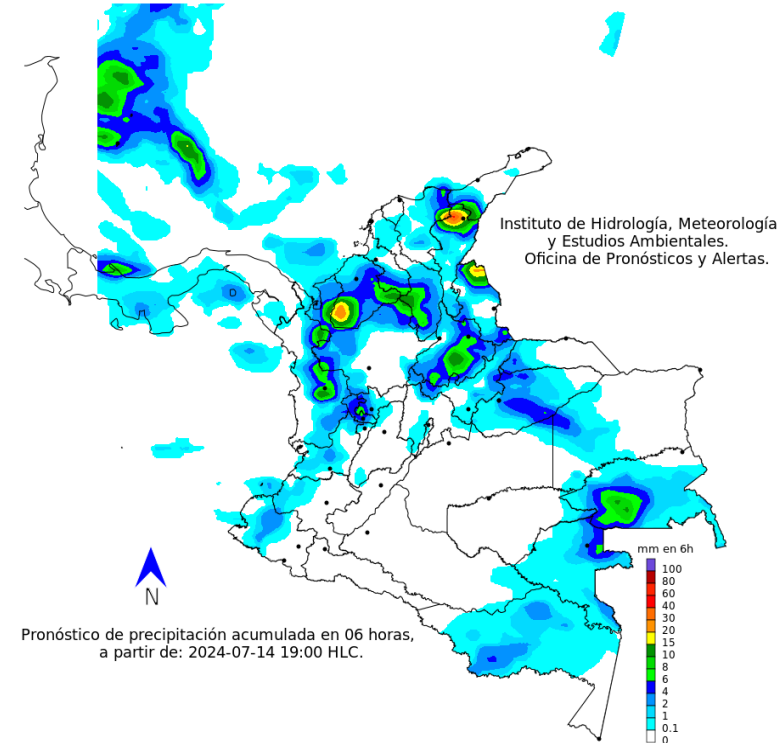 Instituto de Hidrología, Meteorología
y Estudios Ambientales.
Oficina de Pronósticos y Alertas.
mm en 6h
100
80
60
40
30
20
15
10
8
6
4
2
1
0.1
0
N
Pronóstico de precipitación acumulada en 06 horas,
a partir de: 2024-07-14 19:00 HLC.